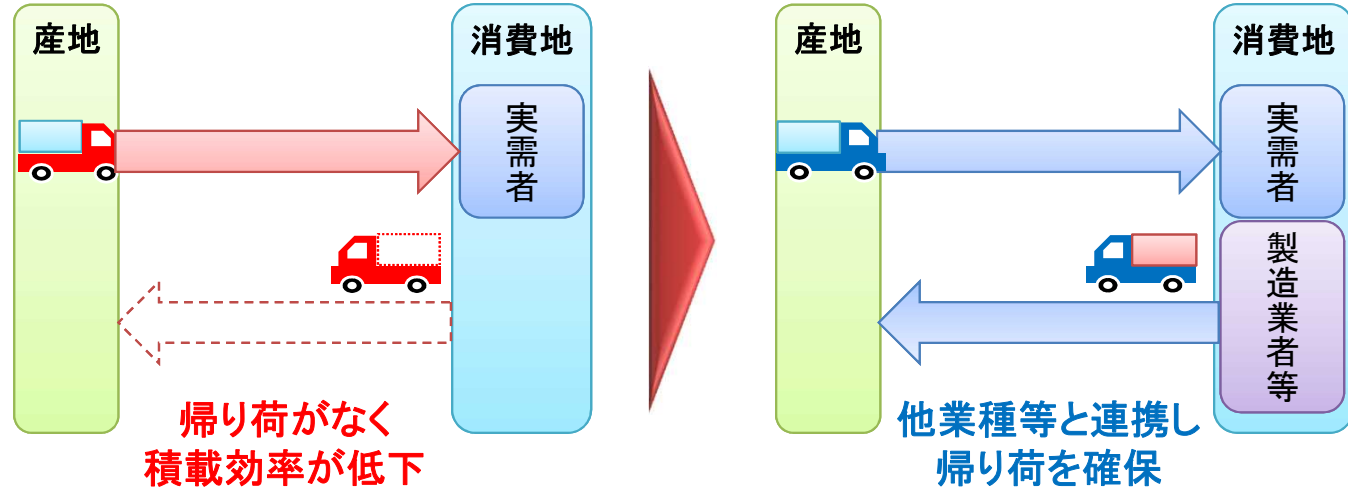 産地
消費地
実需者
帰り荷がなく
積載効率が低下
産地
消費地
実需者
製造業者等
他業種等と連携し
帰り荷を確保